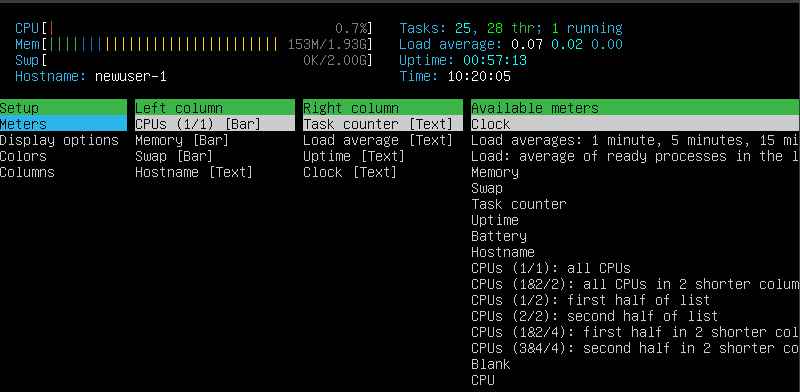 CPU[| 0.7%] Tasks: 25, 28 thr; 1 running
Mem[||||||||||||||||||||||||||||| 153M/1.93G] Load average: 0.07 0.02 0.00
Swp[ 0K/2.00G] Uptime: 00:57:13
Hostname: newuser-1 Time: 10:20:05
Setup Left column Right column Available meters
Meters CPUs (1/1) [Bar] Task counter [Text] Clock
Display options Memory [Bar] Load average [Text] Load averages: 1 minute, 5 minutes, 15 mi
Colors Swap [Bar] Uptime [Text] Load: average of ready processes in the l
Columns Hostname [Text] Clock [Text] Memory
Swap
Task counter
Uptime
Battery
Hostname
CPUs (1/1): all CPUs
CPUs (1&2/2): all CPUs in 2 shorter colum
CPUs (1/2): first half of list
CPUs (2/2): second half of list
CPUs (1&2/4): first half in 2 shorter col
CPUs (3&4/4): second half in 2 shorter co
Blank
CPU